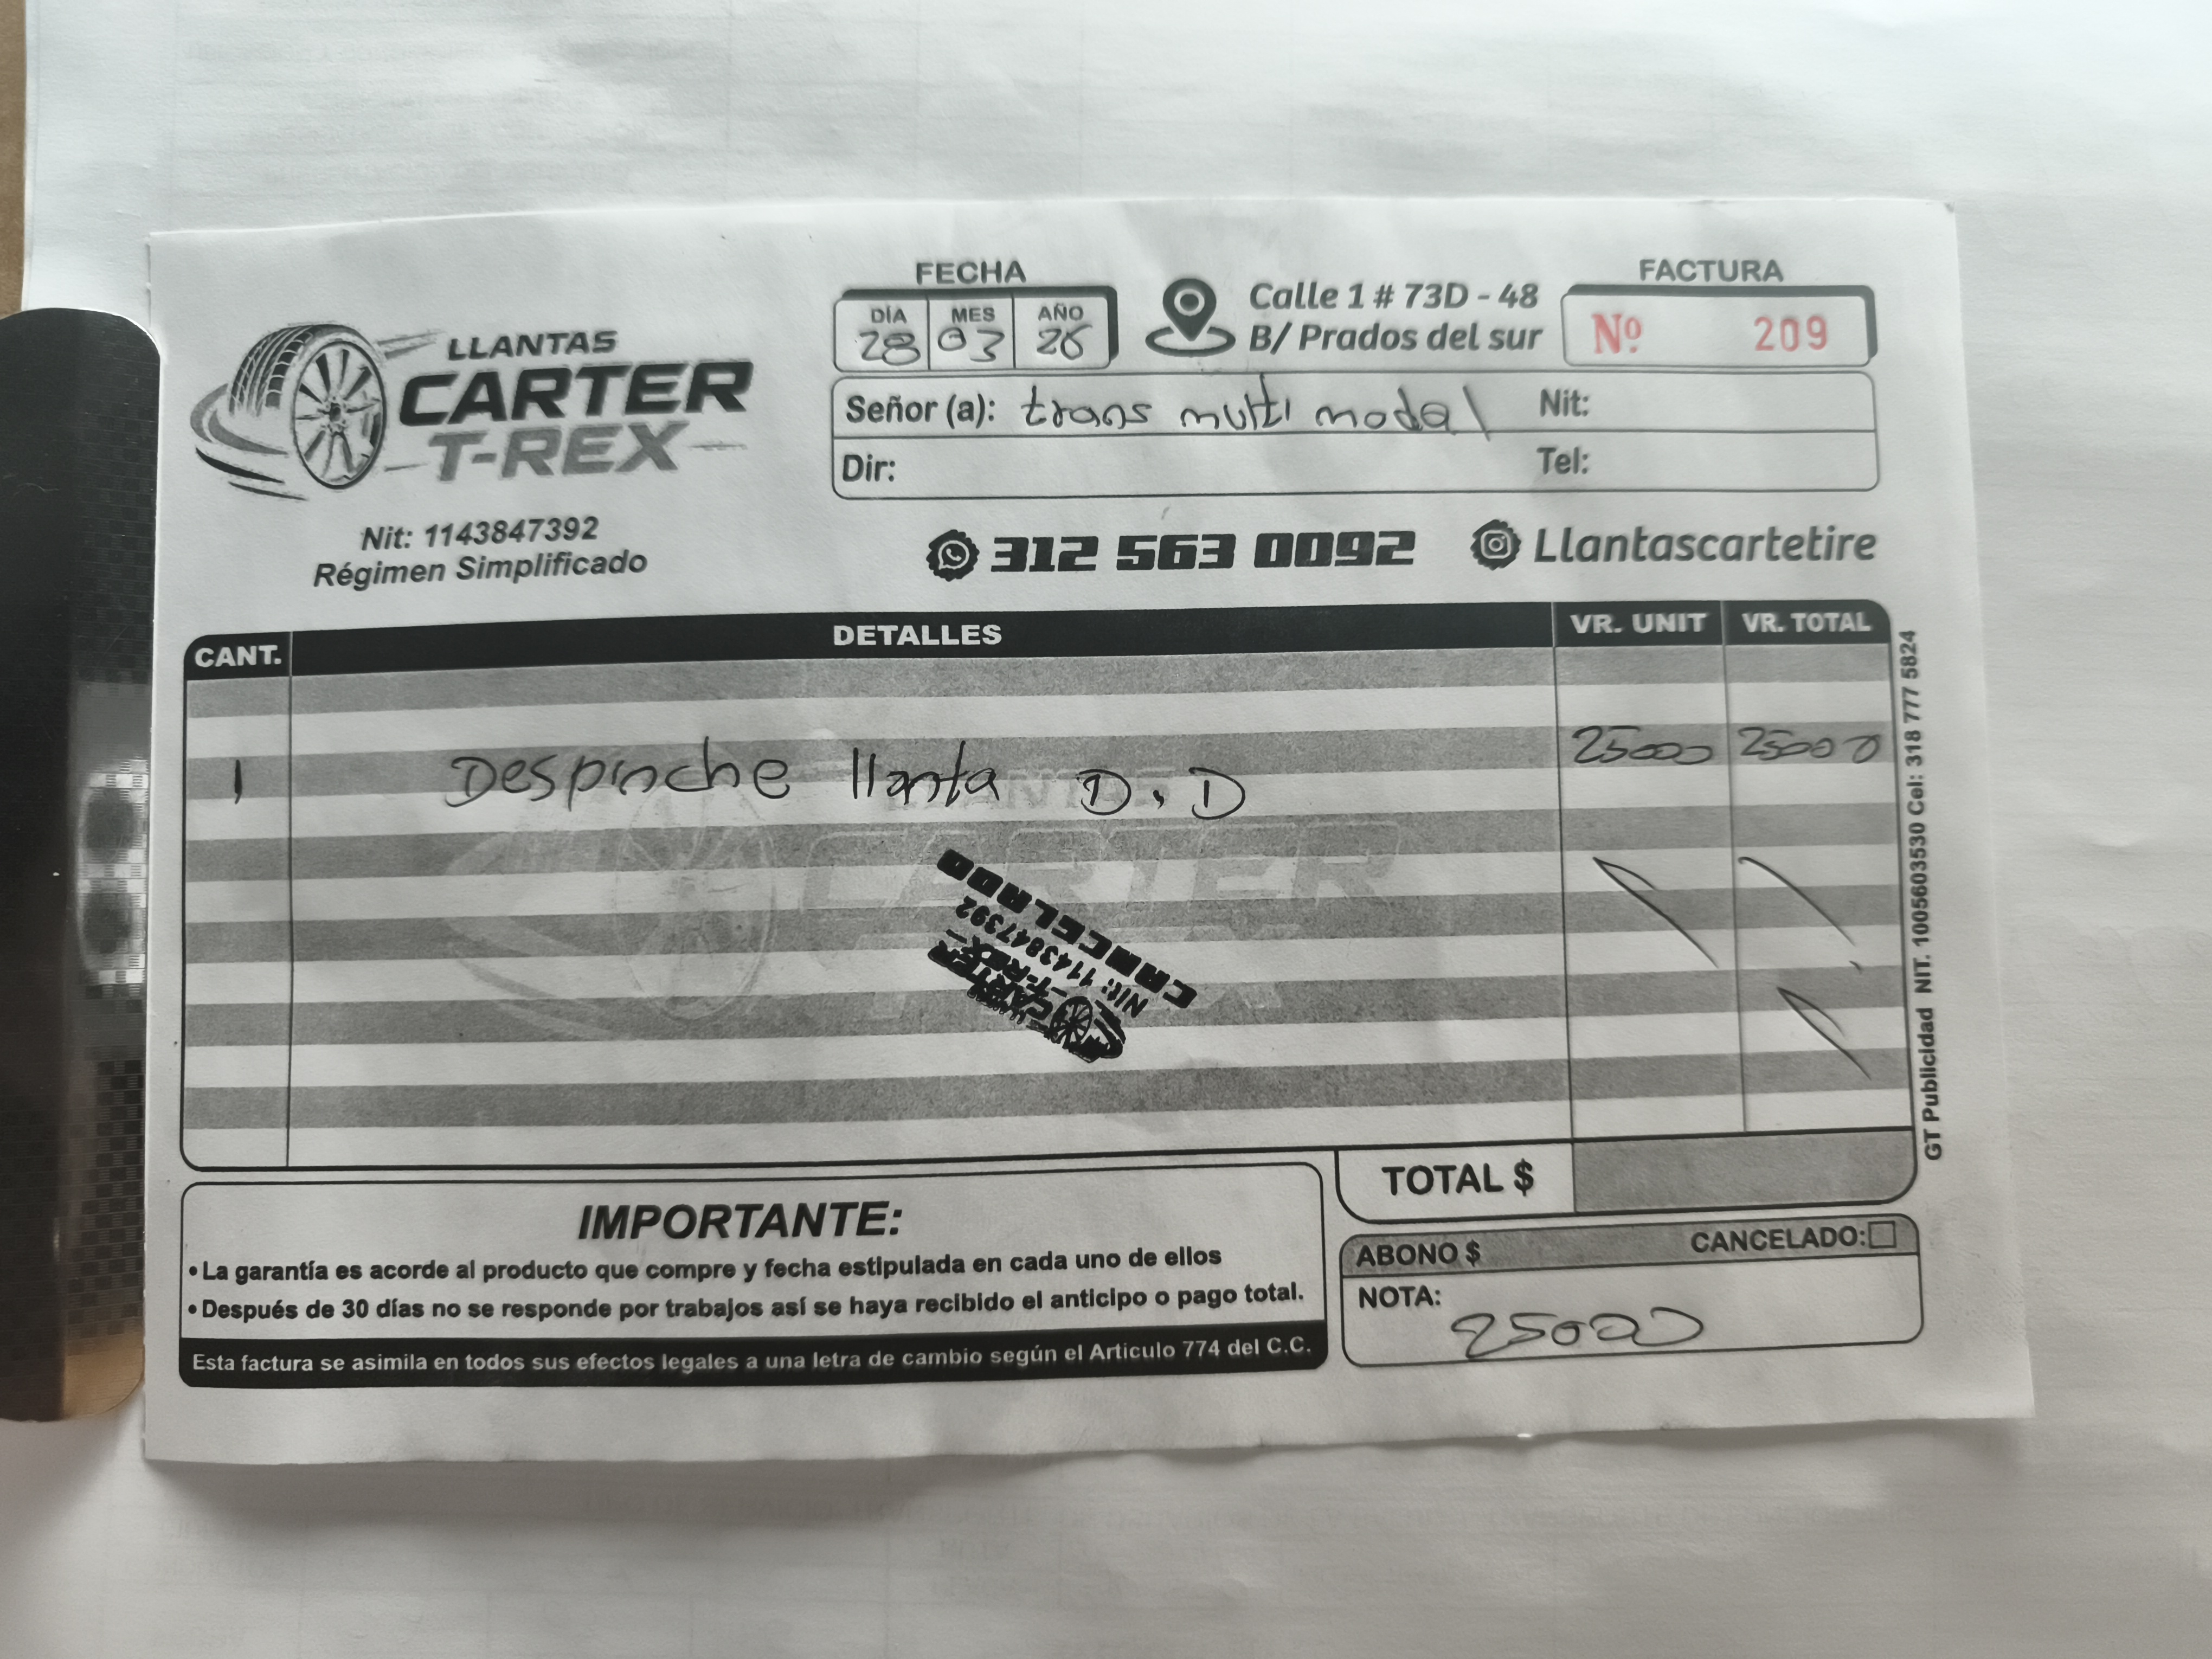 LLANTAS
CARTER
T-REX
Nit: 1143847392
Régimen Simplificado
FECHA
DÍA MES AÑO
28 03 26
Calle 1 # 73D - 48
B/ Prados del sur
FACTURA
Nº 209
Señor (a): trans multi modal Nit:
Dir: Tel:
312 563 0092 Llantascartetire
CANT. DETALLES VR. UNIT VR. TOTAL
1 Despinche llanta D.D 25000 25000
LLANTAS
CARTER
T-REX
CARTER
T-REX
Nit: 1143847392
CANCELADO
TOTAL $
ABONO $ CANCELADO:
NOTA:
25000
IMPORTANTE:
• La garantía es acorde al producto que compre y fecha estipulada en cada uno de ellos
• Después de 30 días no se responde por trabajos así se haya recibido el anticipo o pago total.
Esta factura se asimila en todos sus efectos legales a una letra de cambio según el Articulo 774 del C.C.
GT Publicidad NIT. 1005603530 Cel: 318 777 5824